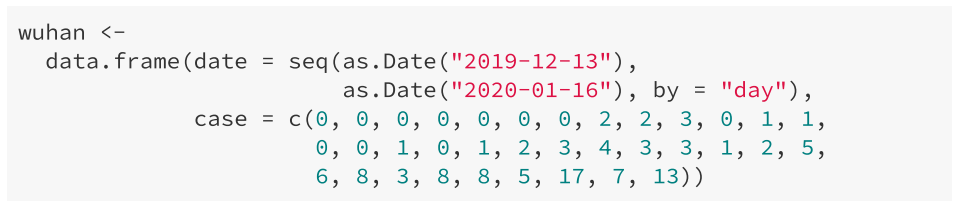 wuhan <-
  data.frame(date = seq(as.Date("2019-12-13"),
                        as.Date("2020-01-16"), by = "day"),
             case = c(0, 0, 0, 0, 0, 0, 0, 2, 2, 3, 0, 1, 1,
                      0, 0, 1, 0, 1, 2, 3, 4, 3, 3, 1, 2, 5,
                      6, 8, 3, 8, 8, 5, 17, 7, 13))